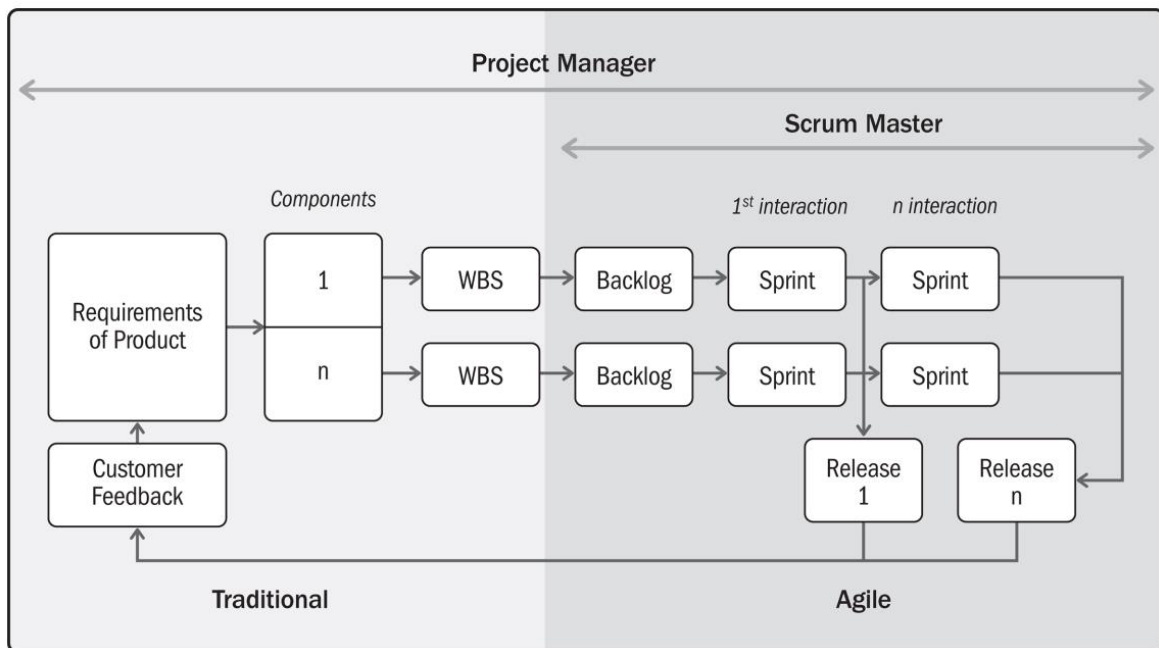 Project Manager
Scrum Master
Components
1st interaction
n interaction
Requirements
of Product
1
WBS
Backlog
Sprint
Sprint
n
WBS
Backlog
Sprint
Sprint
Customer
Feedback
Release
1
Release
n
Traditional
Agile